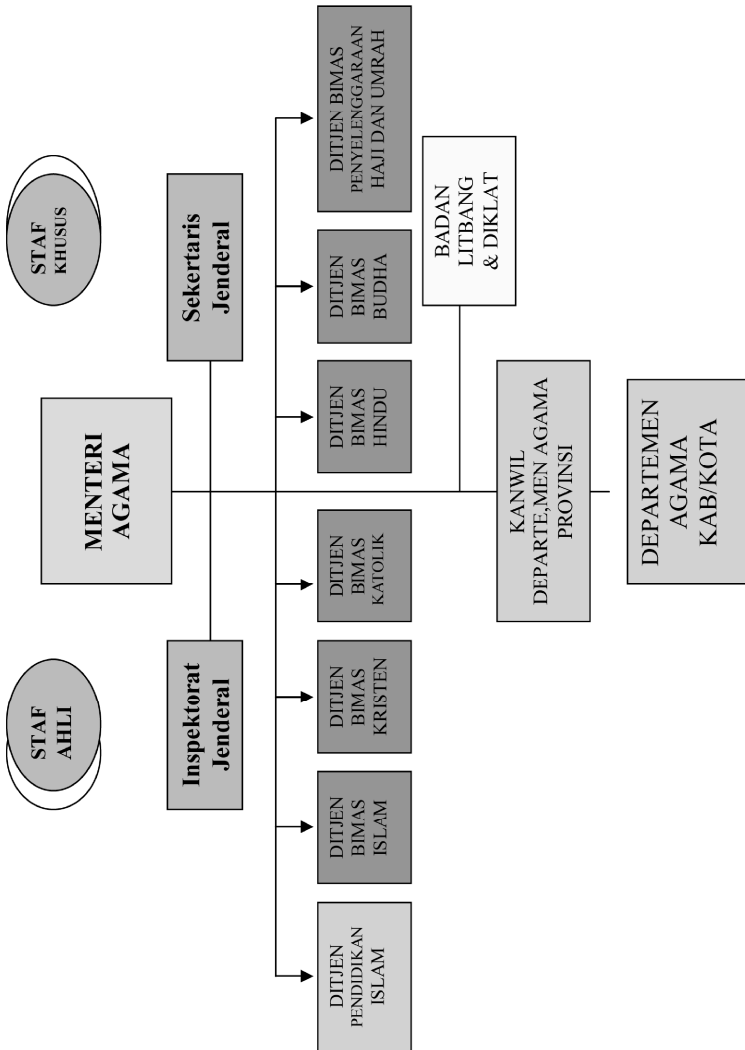 STAF
AHLI
STAF
KHUSUS
MENTERI
AGAMA
Inspektorat
Jenderal
Sekertaris
Jenderal
DITJEN
PENDIDIKAN
ISLAM
DITJEN
BIMAS
ISLAM
DITJEN
BIMAS
KRISTEN
DITJEN
BIMAS
KATOLIK
DITJEN
BIMAS
HINDU
DITJEN
BIMAS
BUDHA
DITJEN BIMAS
PENYELENGGARAAN
HAJI DAN UMRAH
BADAN
LITBANG
& DIKLAT
KANWIL
DEPARTE,MEN AGAMA
PROVINSI
DEPARTEMEN
AGAMA
KAB/KOTA